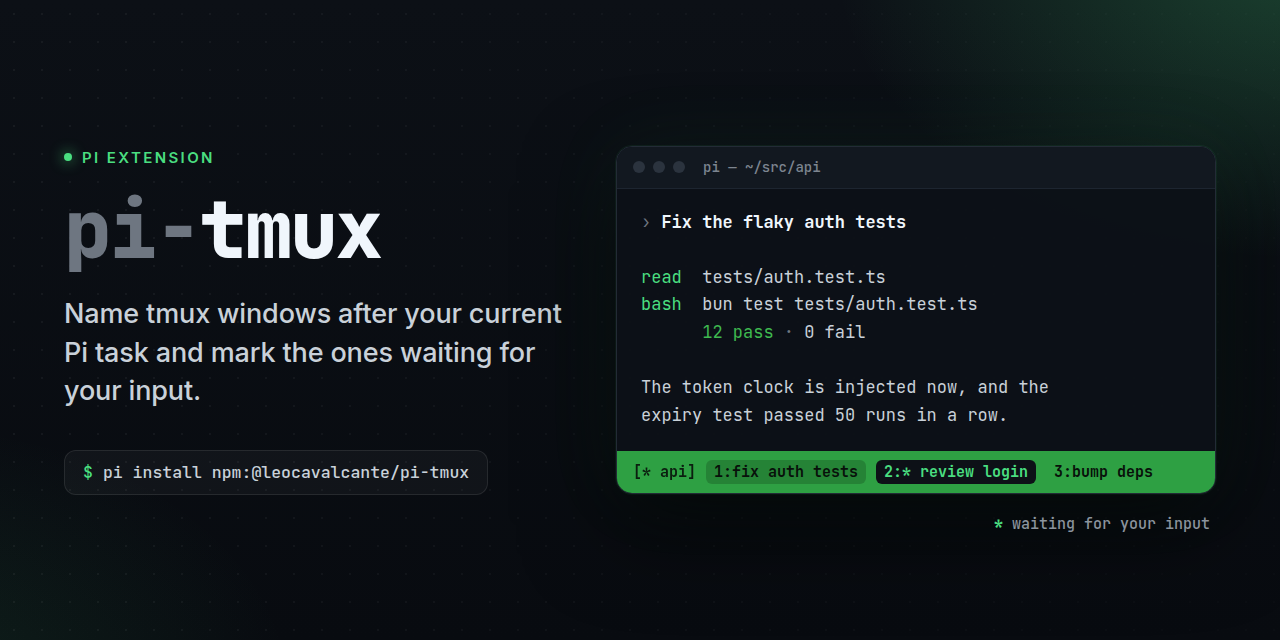 PI EXTENSION
pi-tmux
Name tmux windows after your current
Pi task and mark the ones waiting for
your input.
$ pi install npm:@leocavalcante/pi-tmux
pi — ~/src/api
› Fix the flaky auth tests
read tests/auth.test.ts
bash bun test tests/auth.test.ts
12 pass · 0 fail
The token clock is injected now, and the
expiry test passed 50 runs in a row.
[* api] 1:fix auth tests 2:* review login 3:bump deps
* waiting for your input